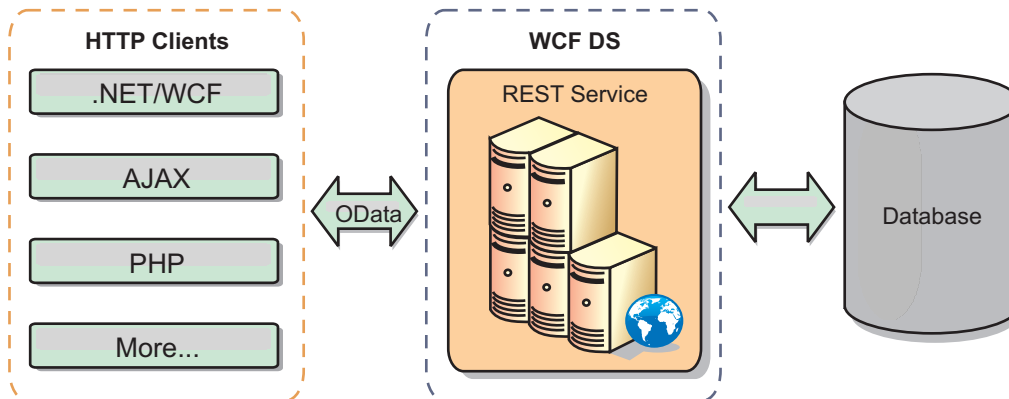 HTTP Clients
.NET/WCF
AJAX
PHP
More...
OData
WCF DS
REST Service
Database